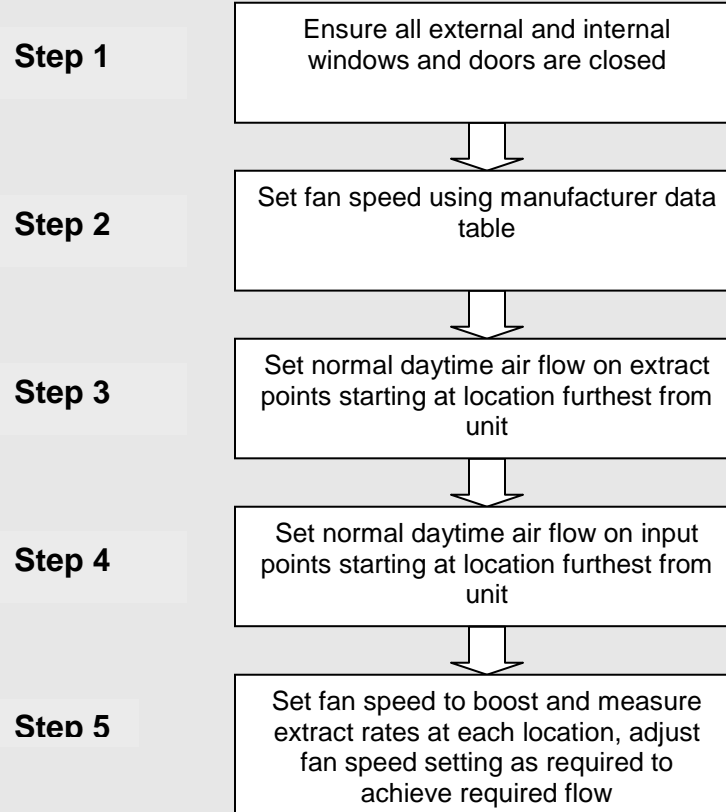 Step 1
Ensure all external and internal
windows and doors are closed
Step 2
Set fan speed using manufacturer data
table
Step 3
Set normal daytime air flow on extract
points starting at location furthest from
unit
Step 4
Set normal daytime air flow on input
points starting at location furthest from
unit
Step 5
Set fan speed to boost and measure
extract rates at each location, adjust
fan speed setting as required to
achieve required flow